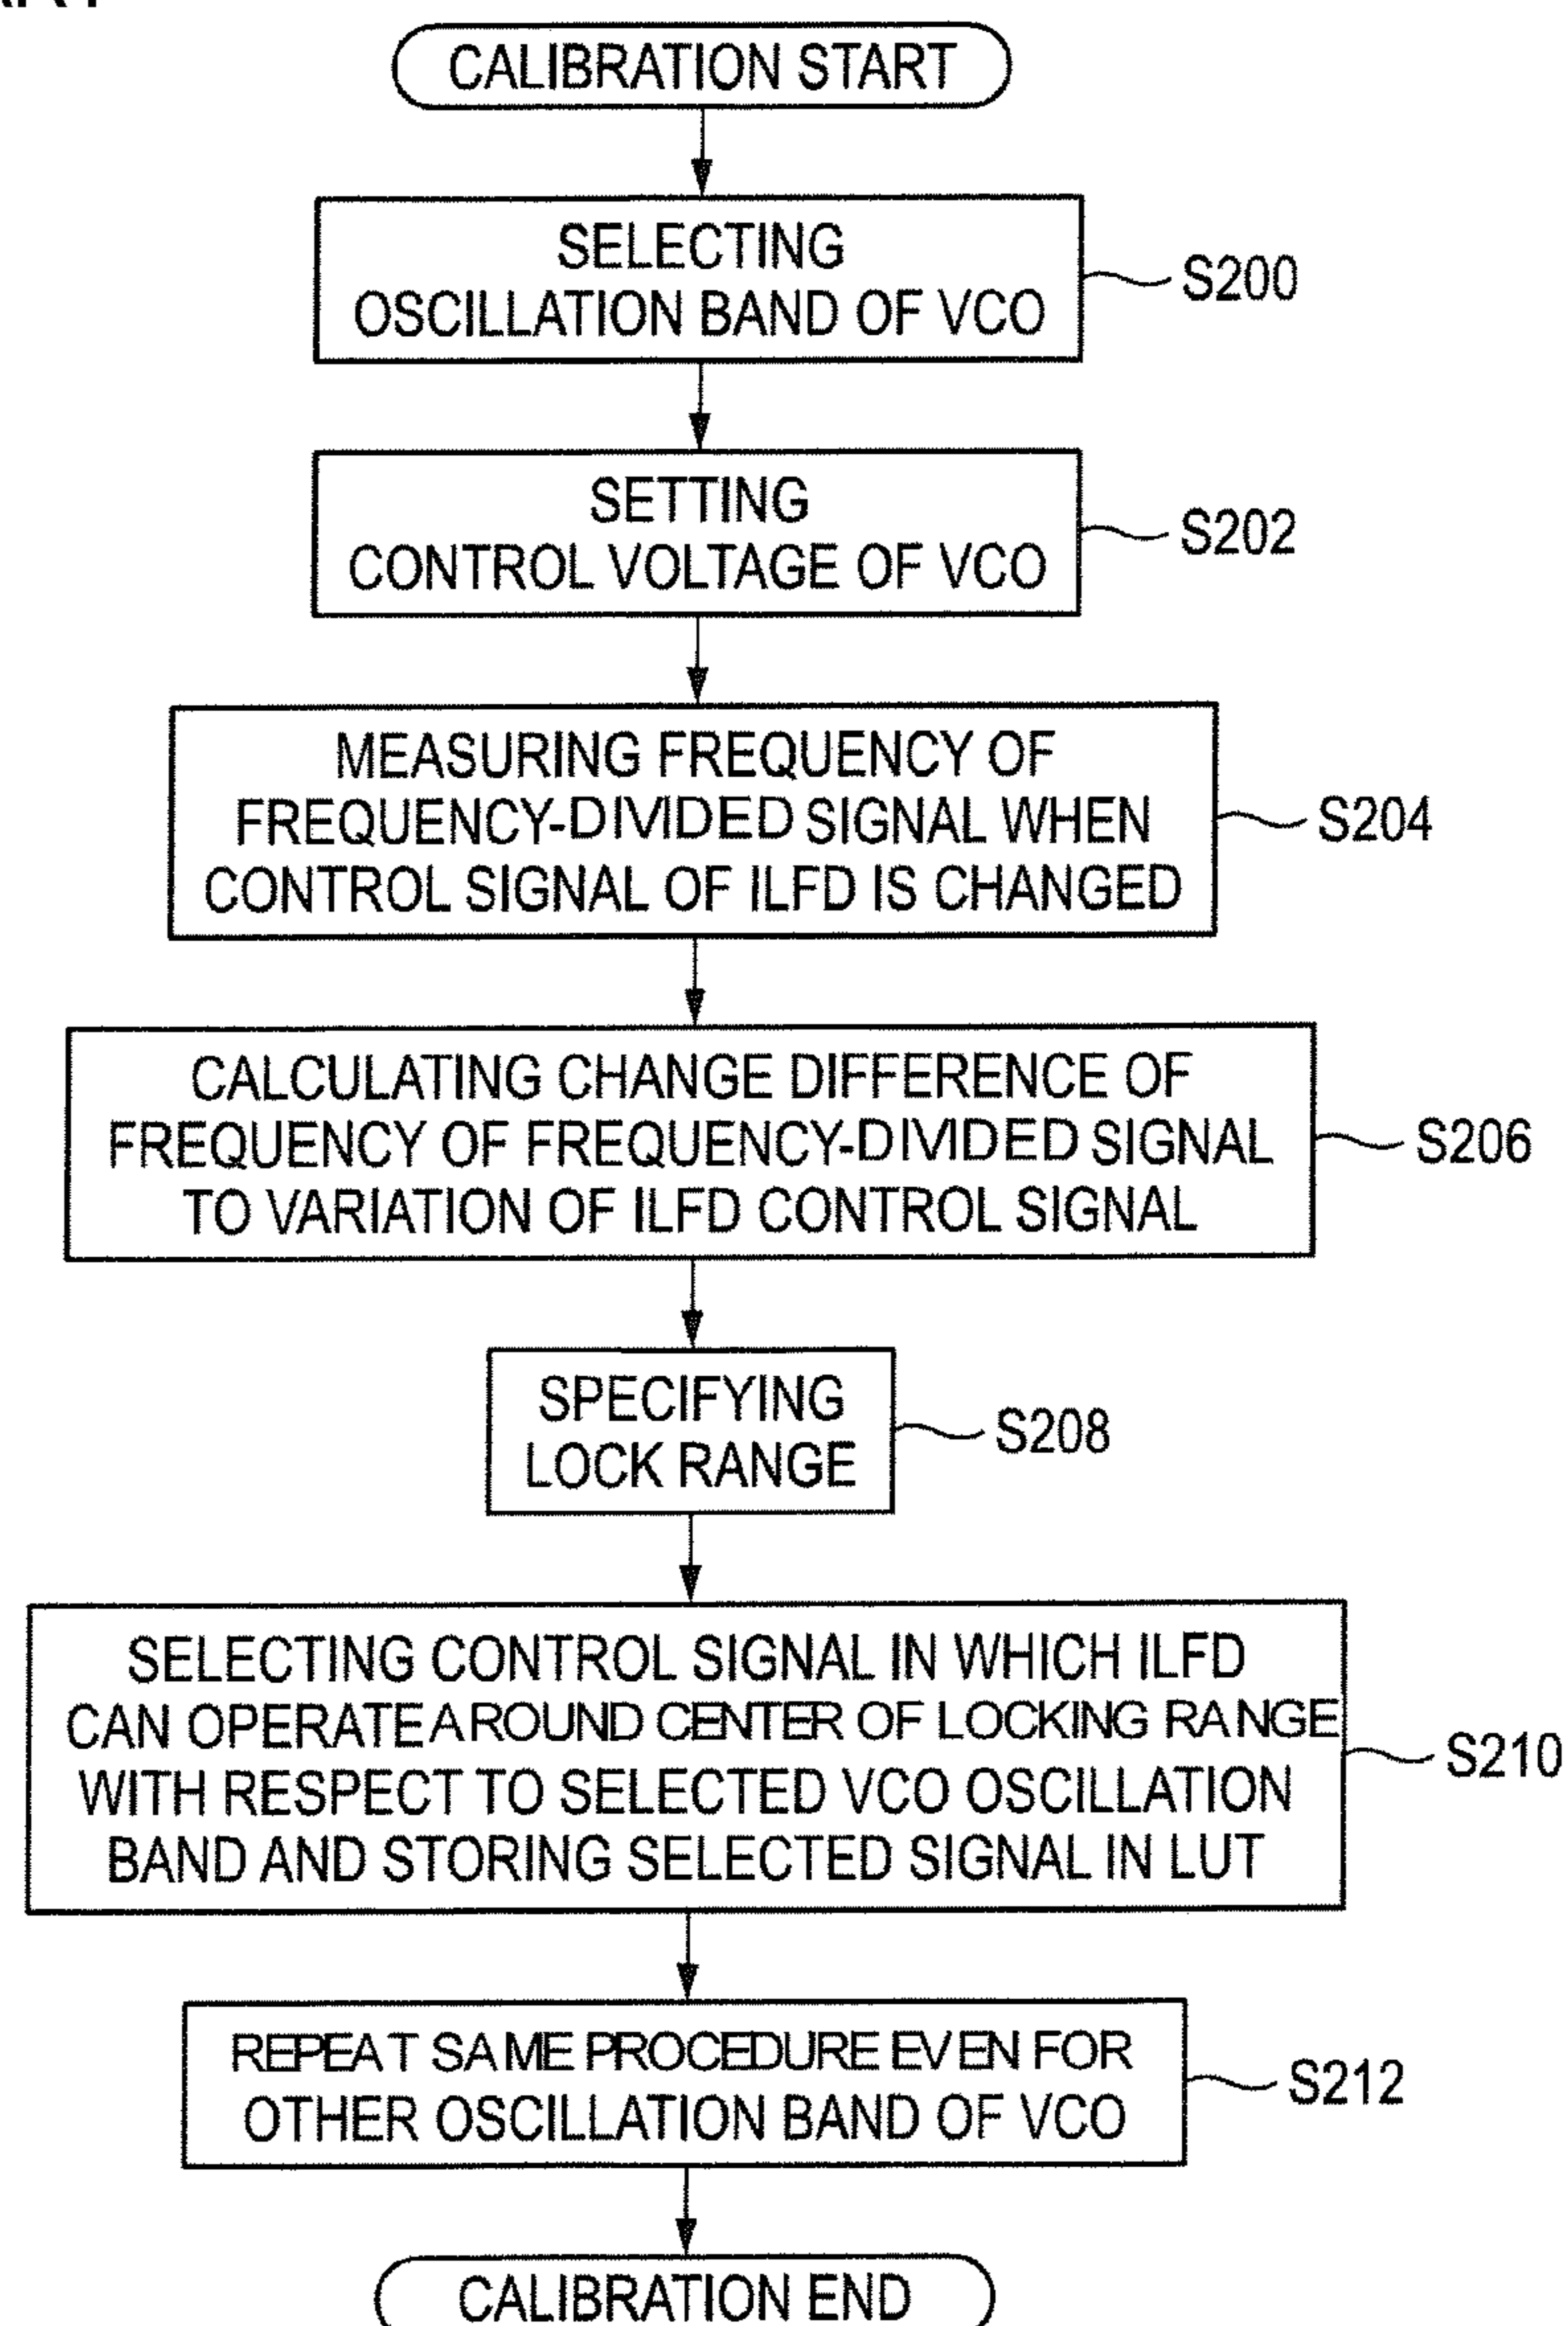 CALIBRATION START
SELECTING
OSCILLATION BAND OF VCO
S200
SETTING
CONTROL VOLTAGE OF VCO
S202
MEASURING FREQUENCY OF
FREQUENCY-DIVIDED SIGNAL WHEN
CONTROL SIGNAL OF ILFD IS CHANGED
S204
CALCULATING CHANGE DIFFERENCE OF
FREQUENCY OF FREQUENCY-DIVIDED SIGNAL
TO VARIATION OF ILFD CONTROL SIGNAL
S206
SPECIFYING
LOCK RANGE
S208
SELECTING CONTROL SIGNAL IN WHICH ILFD
CAN OPERATE AROUND CENTER OF LOCKING RANGE
WITH RESPECT TO SELECTED VCO OSCILLATION
BAND AND STORING SELECTED SIGNAL IN LUT
S210
REPEAT SAME PROCEDURE EVEN FOR
OTHER OSCILLATION BAND OF VCO
S212
CALIBRATION END